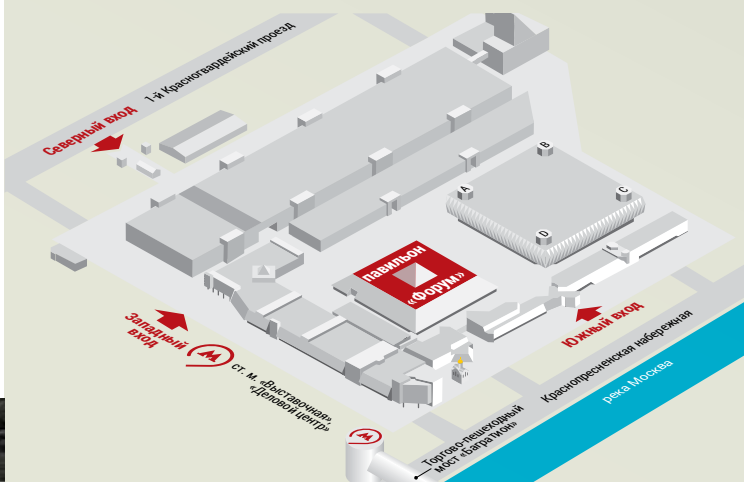 1-й Красногвардейский проезд
Северный вход
B
A
C
D
павильон
«Форум»
Западный
вход
М
ст. м. «Выставочная»,
«Деловой центр»
Южный вход
Краснопресненская набережная
река Москва
М
Торгово-пешеходный
мост «Багратион»